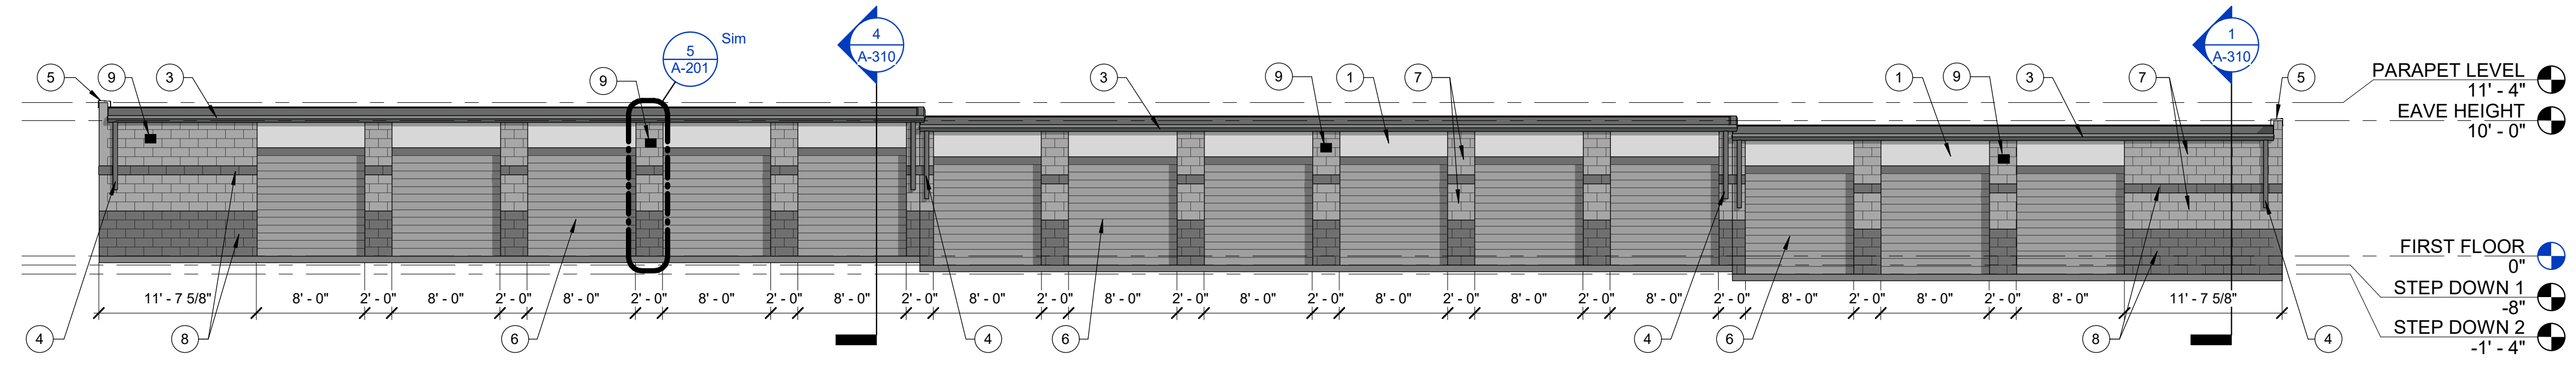 5
9
3
5
A-201
Sim
9
4
A-310
3
9
1
7
1
9
3
7
1
A-310
5
PARAPET LEVEL
11' - 4"
EAVE HEIGHT
10' - 0"
FIRST FLOOR
0"
STEP DOWN 1
-8"
STEP DOWN 2
-1' - 4"
11' - 7 5/8"
8' - 0"
2' - 0"
8' - 0"
2' - 0"
8' - 0"
2' - 0"
8' - 0"
2' - 0"
8' - 0"
2' - 0"
8' - 0"
2' - 0"
8' - 0"
2' - 0"
8' - 0"
2' - 0"
8' - 0"
2' - 0"
8' - 0"
2' - 0"
8' - 0"
2' - 0"
8' - 0"
2' - 0"
8' - 0"
2' - 0"
8' - 0"
11' - 7 5/8"
4
8
6
4
6
4
6
8
4